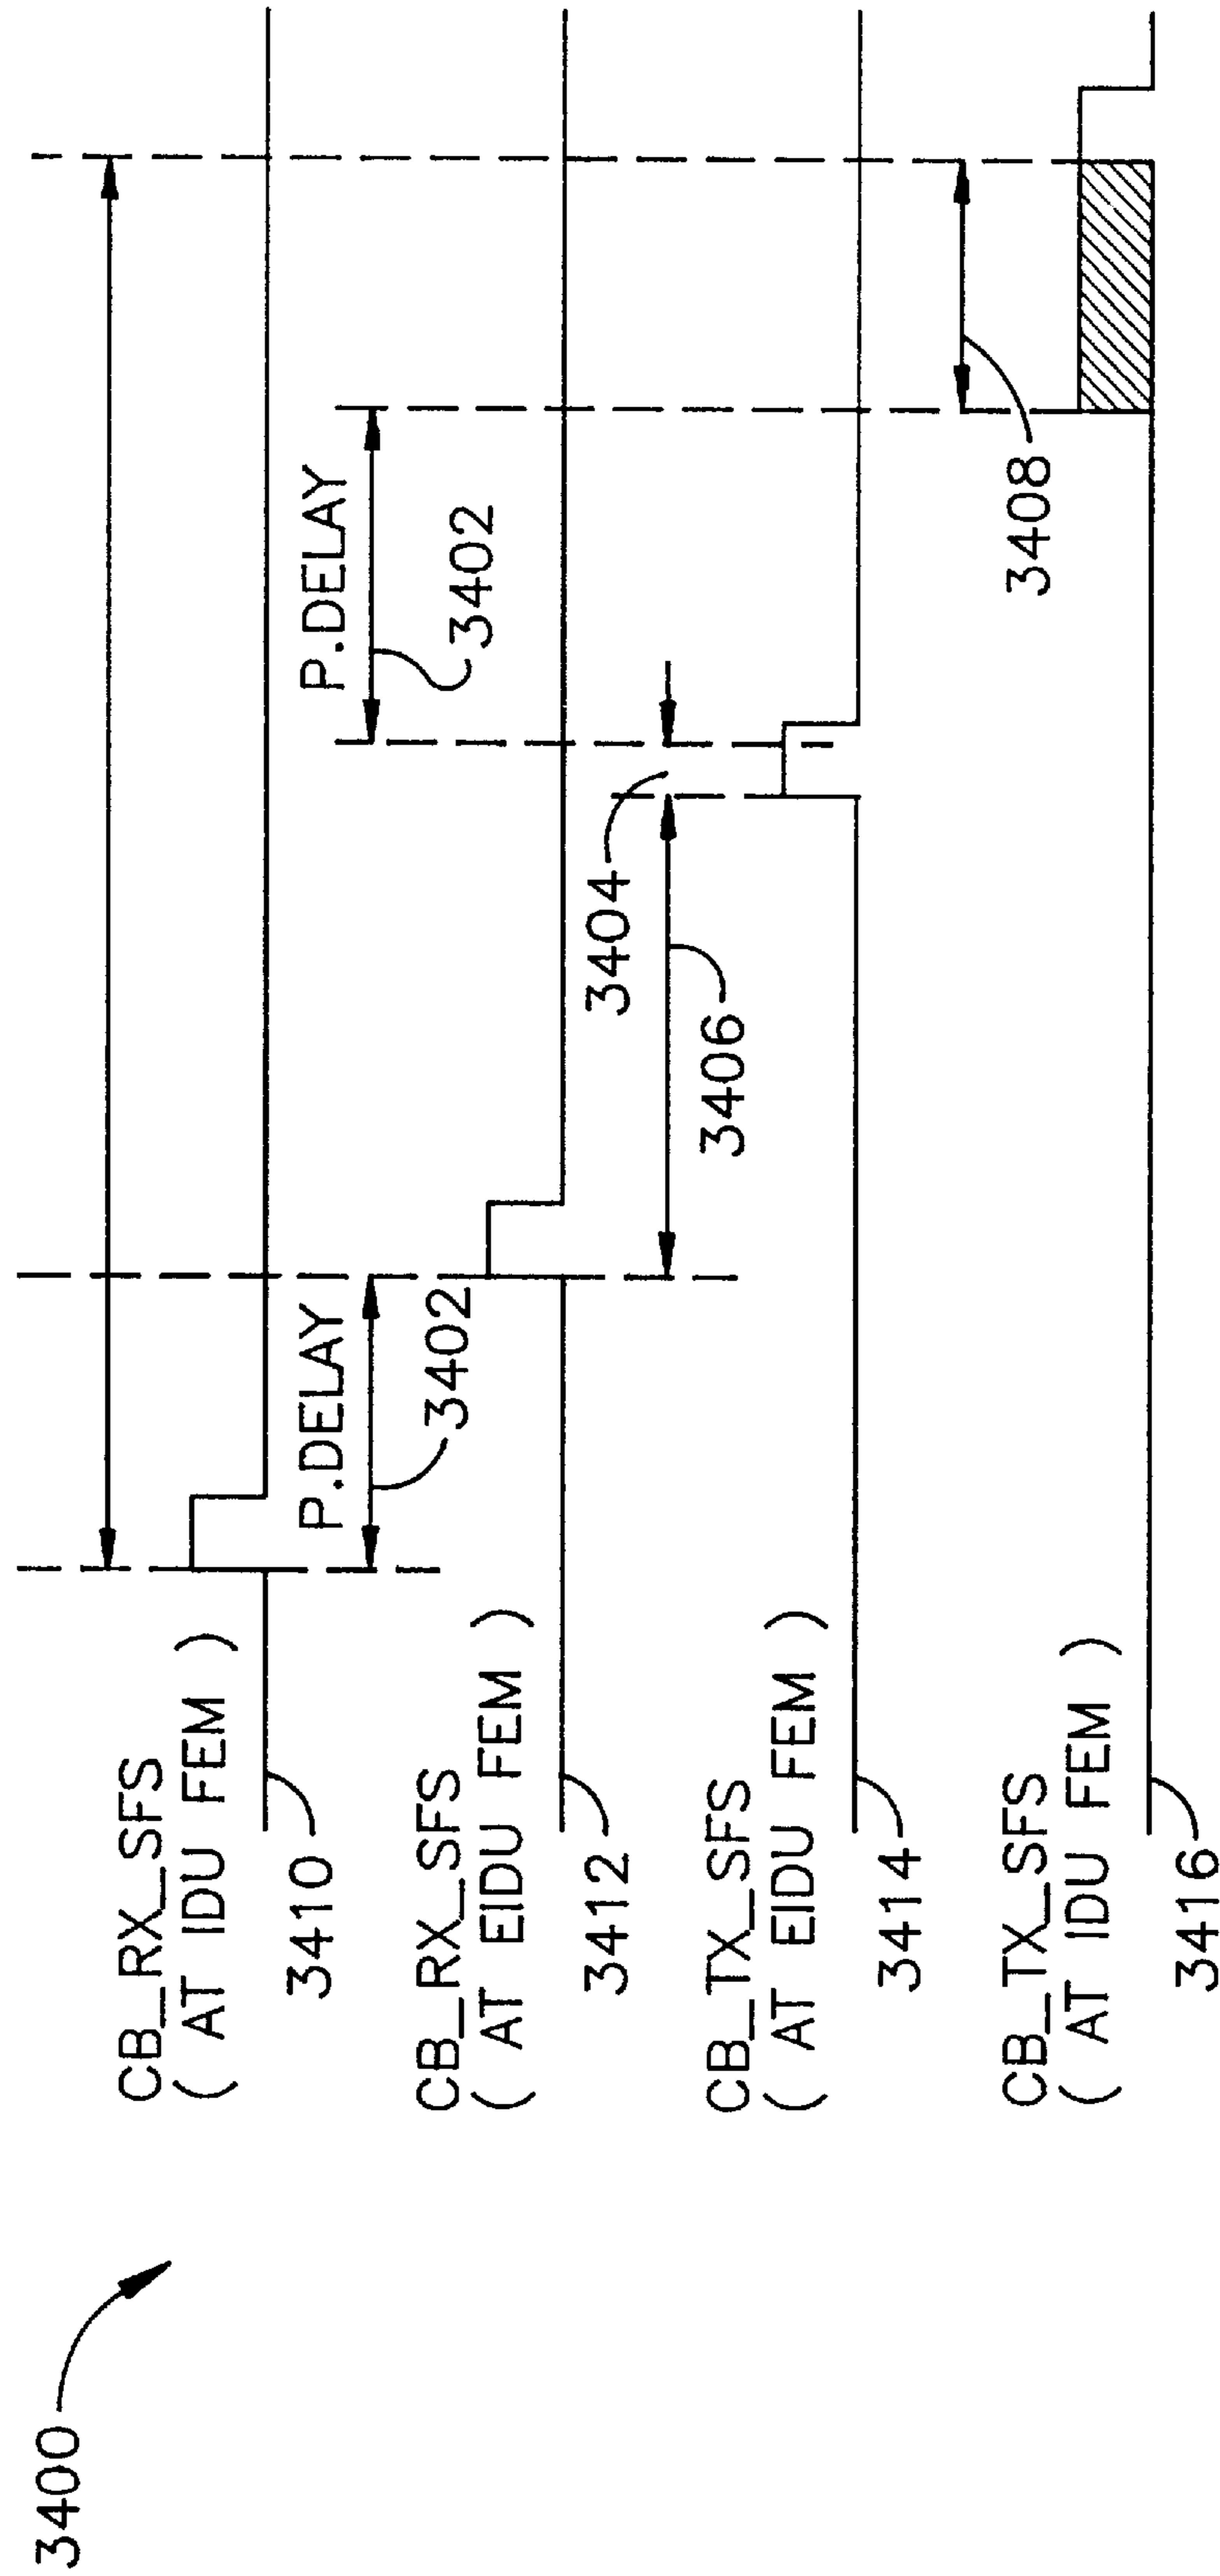 3400
CB_RX_SFS
( AT IDU FEM )
3410
P.DELAY
3402
P.DELAY
3402
CB_RX_SFS
( AT EIDU FEM )
3412
3404
3406
CB_TX_SFS
( AT EIDU FEM )
3414
3408
CB_TX_SFS
( AT IDU FEM )
3416